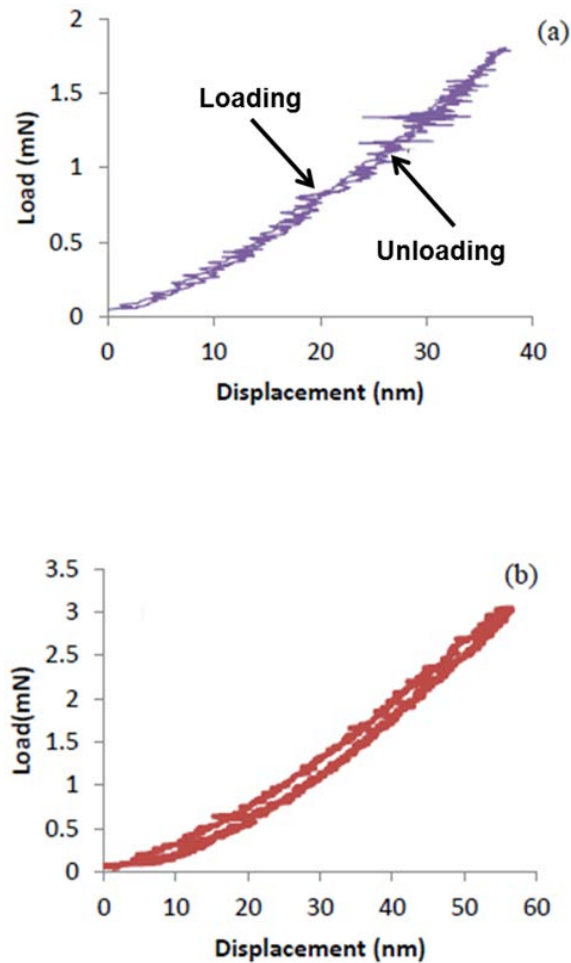 (a)
2
1.5
1
0.5
0
Load (mN)
Loading
Unloading
0 10 20 30 40
Displacement (nm)
(b)
3.5
3
2.5
2
1.5
1
0.5
0
Load(mN)
0 10 20 30 40 50 60
Displacement (nm)